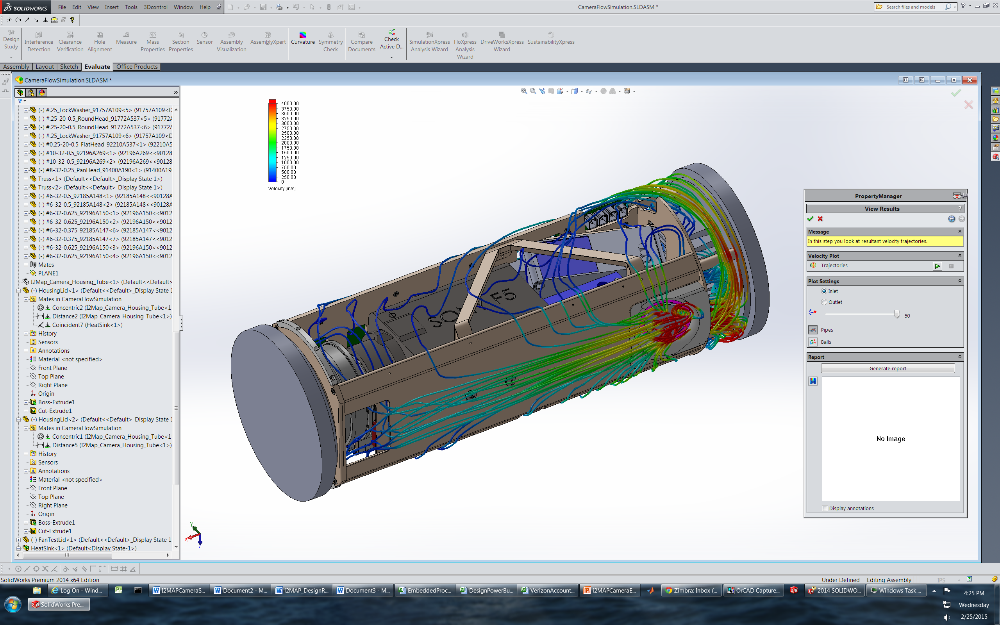 SOLIDWORKS
File Edit View Insert Tools 3Dcontrol Window Help
CameraFlowSimulation.SLDASM *
Search files and models
Design Study
Interference Detection
Clearance Verification
Hole Alignment
Measure
Mass Properties
Section Properties
Sensor
Assembly Visualization
AssemblyXpert
Curvature
Symmetry Check
Compare Documents
Check Active D...
SimulationXpress Analysis Wizard
FloXpress Analysis Wizard
DriveWorksXpress Wizard
SustainabilityXpress
Assembly Layout Sketch Evaluate Office Products
CameraFlowSimulation.SLDASM *
(-) #.25_LockWasher_91757A109<5> (91757A109<D
(-) #.25-20-0.5_RoundHead_91772A537<5> (91772A
(-) #.25-20-0.5_RoundHead_91772A537<6> (91772A
(-) #.25_LockWasher_91757A109<6> (91757A109<D
(-) #0.25-20-0.5_FlatHead_92210A537<1> (92210A5
(-) #10-32-0.5_92196A269<1> (92196A269<<90128
(-) #10-32-0.5_92196A269<2> (92196A269<<90128
(-) #8-32-0.25_PanHead_91400A190<1> (91400A190
Truss<1> (Default<<Default>_Display State 1>)
Truss<2> (Default<<Default>_Display State 1>)
(-) #6-32-0.5_92185A148<1> (92185A148<<90128A
(-) #6-32-0.5_92185A148<2> (92185A148<<90128A
(-) #6-32-0.625_92196A150<1> (92196A150<<9012
(-) #6-32-0.625_92196A150<2> (92196A150<<9012
(-) #6-32-0.375_92185A147<6> (92185A147<<9012
(-) #6-32-0.375_92185A147<7> (92185A147<<9012
(-) #6-32-0.625_92196A150<3> (92196A150<<9012
(-) #6-32-0.625_92196A150<4> (92196A150<<9012
Mates
PLANE1
I2Map_Camera_Housing_Tube<1> (Default<<Default>
(-) HousingLid<1> (Default<<Default>_Display State 1
Mates in CameraFlowSimulation
Concentric2 (I2Map_Camera_Housing_Tube<1>
Distance2 (I2Map_Camera_Housing_Tube<1>)
Coincident7 (HeatSink<1>)
History
Sensors
Annotations
Material <not specified>
Front Plane
Top Plane
Right Plane
Origin
Boss-Extrude1
Cut-Extrude1
(-) HousingLid<2> (Default<<Default>_Display State 1
Mates in CameraFlowSimulation
Concentric1 (I2Map_Camera_Housing_Tube<1>
Distance5 (I2Map_Camera_Housing_Tube<1>)
History
Sensors
Annotations
Material <not specified>
Front Plane
Top Plane
Right Plane
Origin
Boss-Extrude1
Cut-Extrude1
(-) FanTestLid<1> (Default<<Default>_Display State 1
HeatSink<1> (Default<Display State-1>)
4000.00
3750.00
3500.00
3250.00
3000.00
2750.00
2500.00
2250.00
2000.00
1750.00
1500.00
1250.00
1000.00
750.00
500.00
250.00
0
Velocity [in/s]
F5
Y
X
Z
PropertyManager
View Results
Message
In this step you look at resultant velocity trajectories.
Velocity Plot
Trajectories
Plot Settings
Inlet
Outlet
50
Pipes
Balls
Report
Generate report
No Image
Display annotations
SolidWorks Premium 2014 x64 Edition
Under Defined Editing Assembly IPS
Log On - Wind...
I2MAPCameraS...
Document2 - M...
i2MAP_DesignR...
Document3 - M...
EmbeddedProc...
DesignPowerBu...
VerizonAccount...
i2MAPCameraE...
Zimbra: Inbox (...
OrCAD Capture...
2014 SOLIDWO...
Windows Task ...
SolidWorks Pre...
4:25 PM
Wednesday
2/25/2015